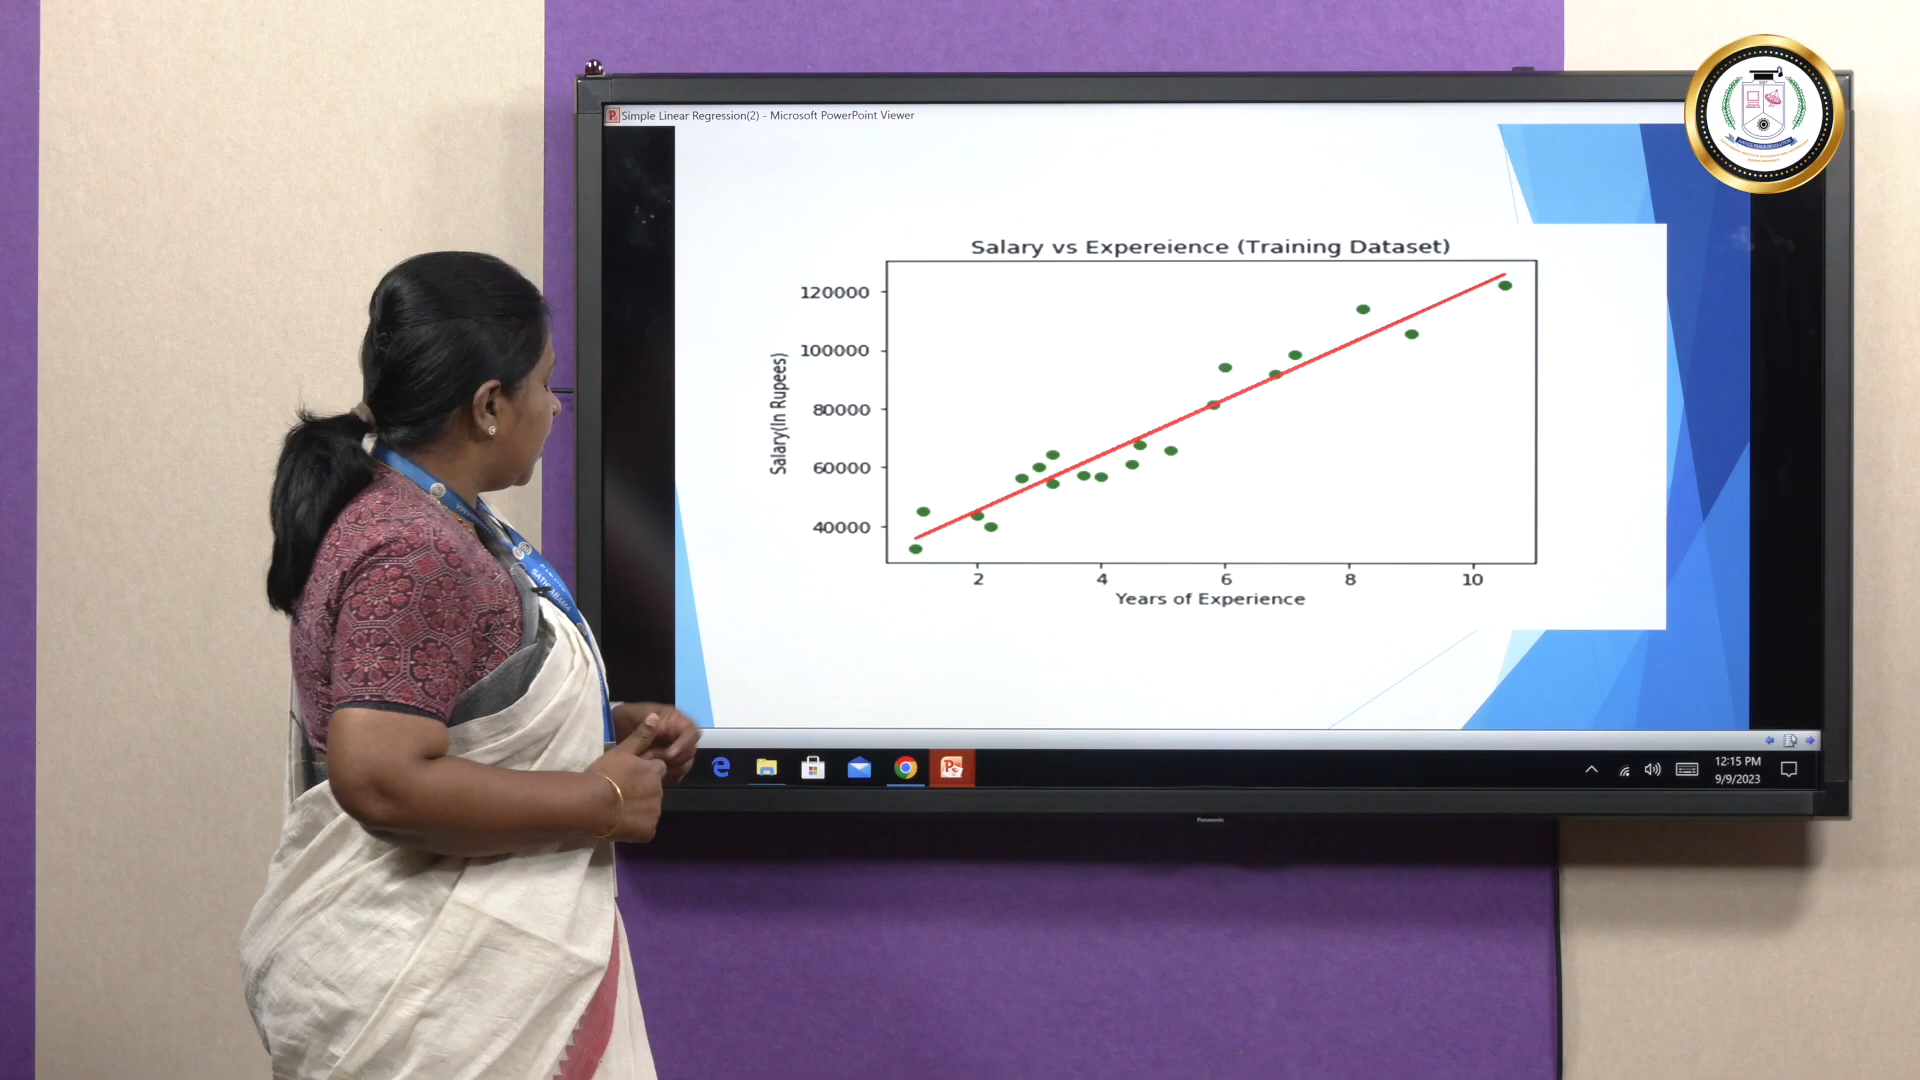 Simple Linear Regression(2) - Microsoft PowerPoint Viewer
Salary vs Expereience (Training Dataset)
120000
100000
80000
60000
40000
Salary(In Rupees)
2 4 6 8 10
Years of Experience
12:15 PM
9/9/2023
Panasonic